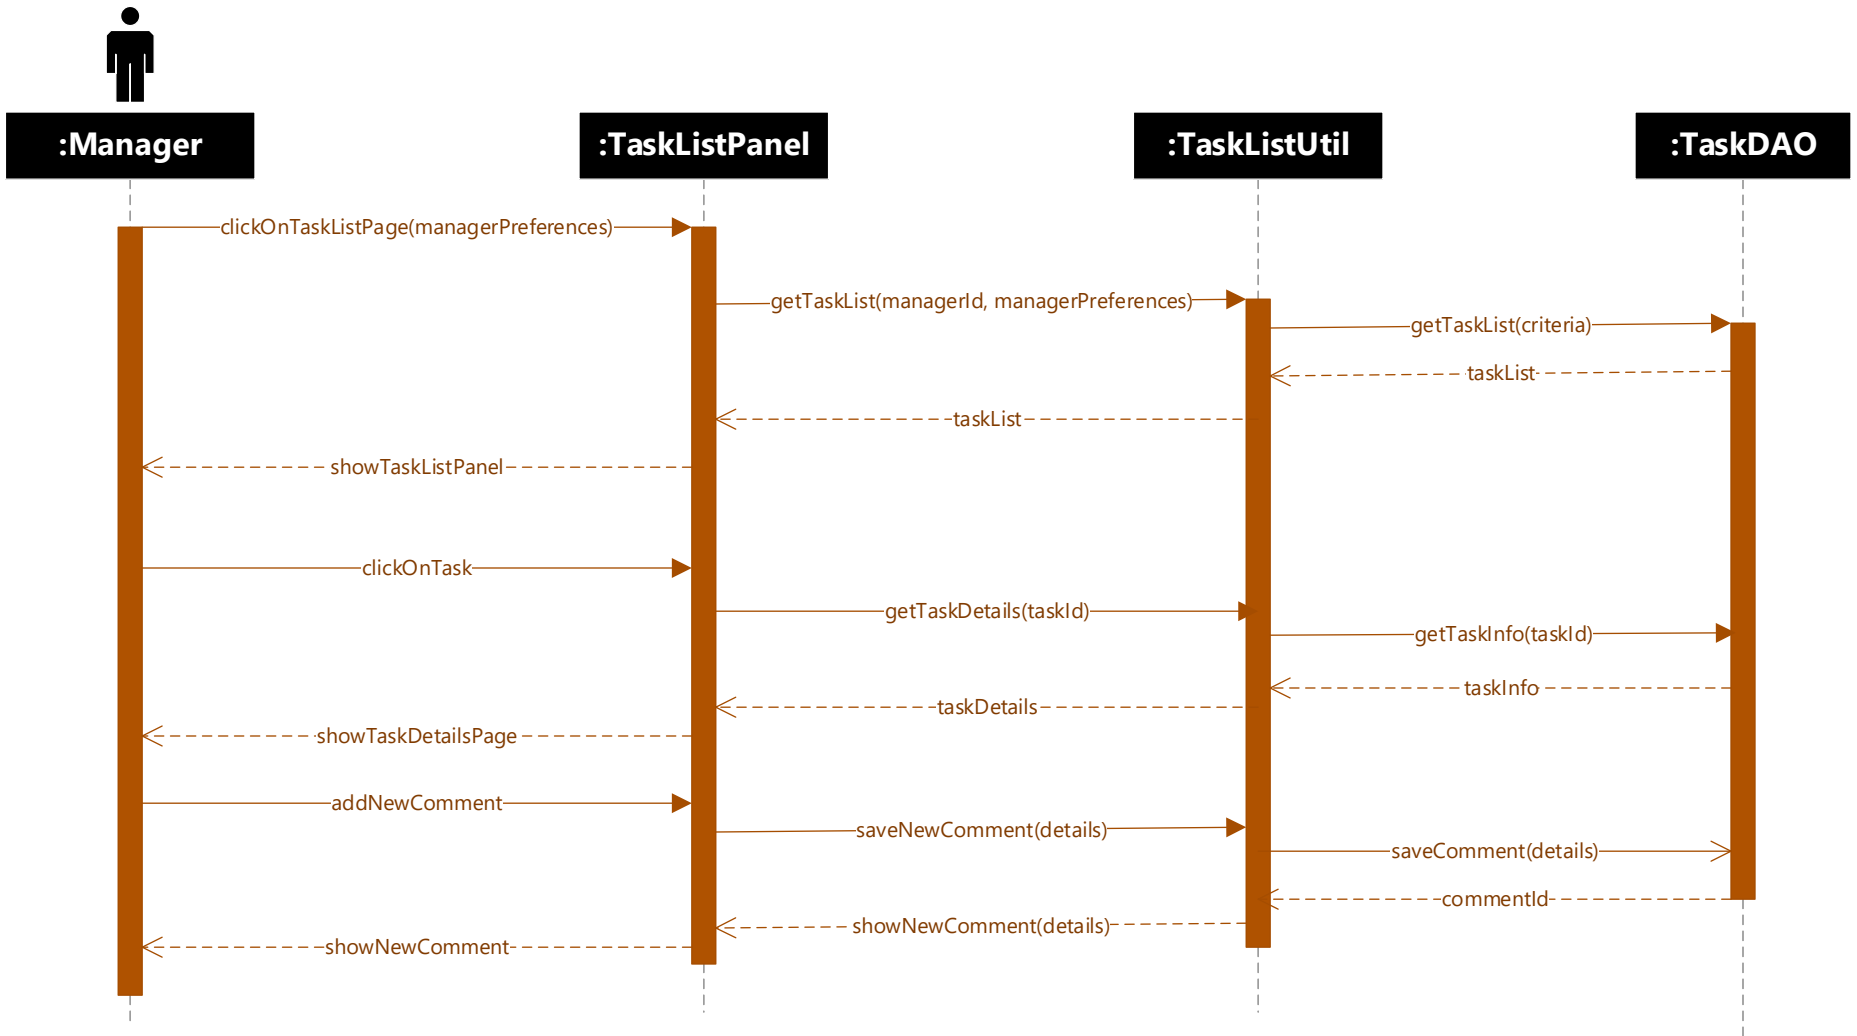 :Manager
:TaskListPanel
:TaskListUtil
:TaskDAO
clickOnTaskListPage(managerPreferences)
getTaskList(managerId, managerPreferences)
getTaskList(criteria)
taskList
taskList
showTaskListPanel
clickOnTask
getTaskDetails(taskId)
getTaskInfo(taskId)
taskInfo
taskDetails
showTaskDetailsPage
addNewComment
saveNewComment(details)
saveComment(details)
commentId
showNewComment(details)
showNewComment